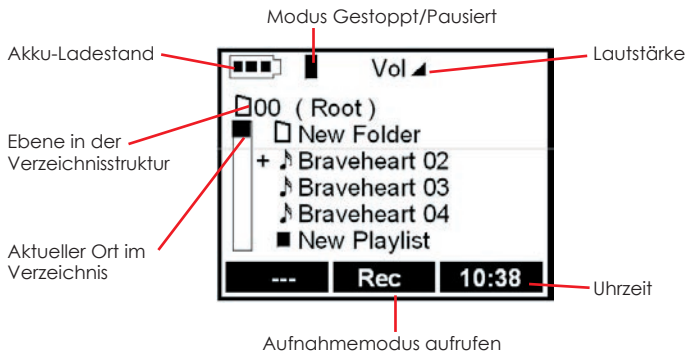 Modus Gestoppt/Pausiert
Akku-Ladestand
Lautstärke
Vol
00 ( Root )
New Folder
Ebene in der
Verzeichnisstruktur
+ Braveheart 02
Braveheart 03
Braveheart 04
New Playlist
Aktueller Ort im
Verzeichnis
--- Rec 10:38
Uhrzeit
Aufnahmemodus aufrufen